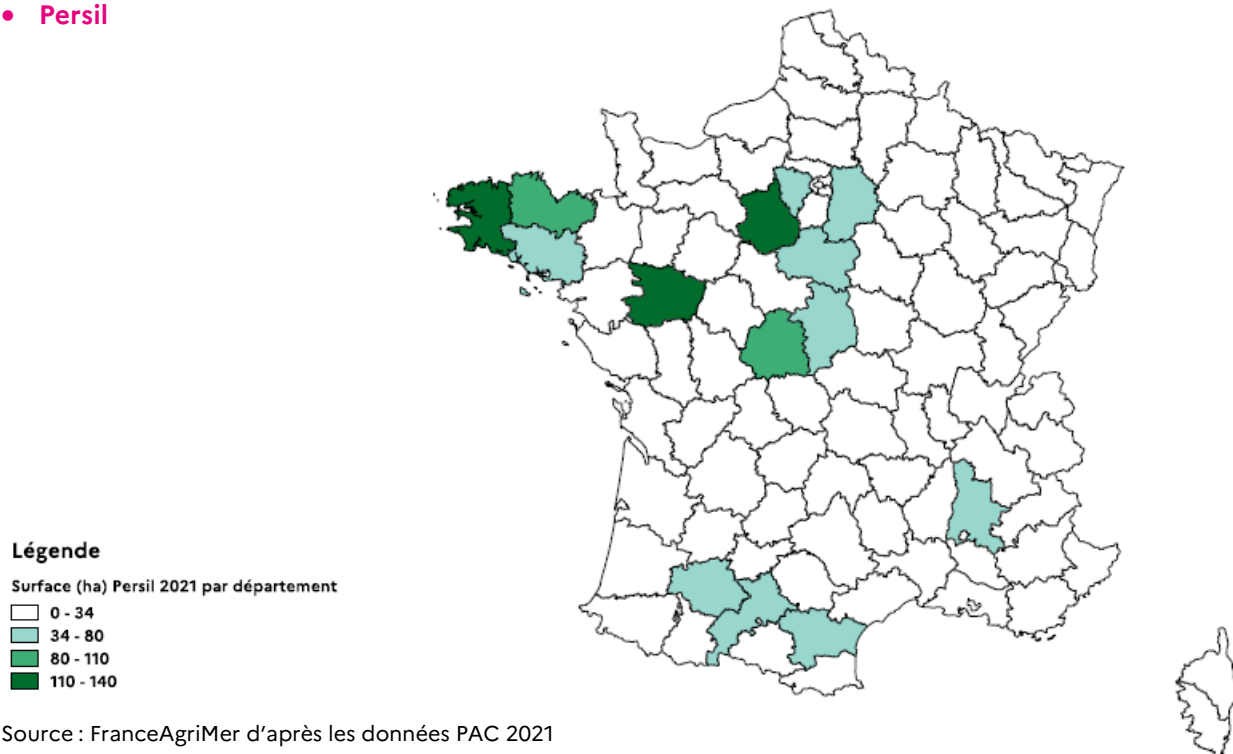 • Persil
Légende
Surface (ha) Persil 2021 par département
0 - 34
34 - 80
80 - 110
110 - 140
Source : FranceAgriMer d'après les données PAC 2021